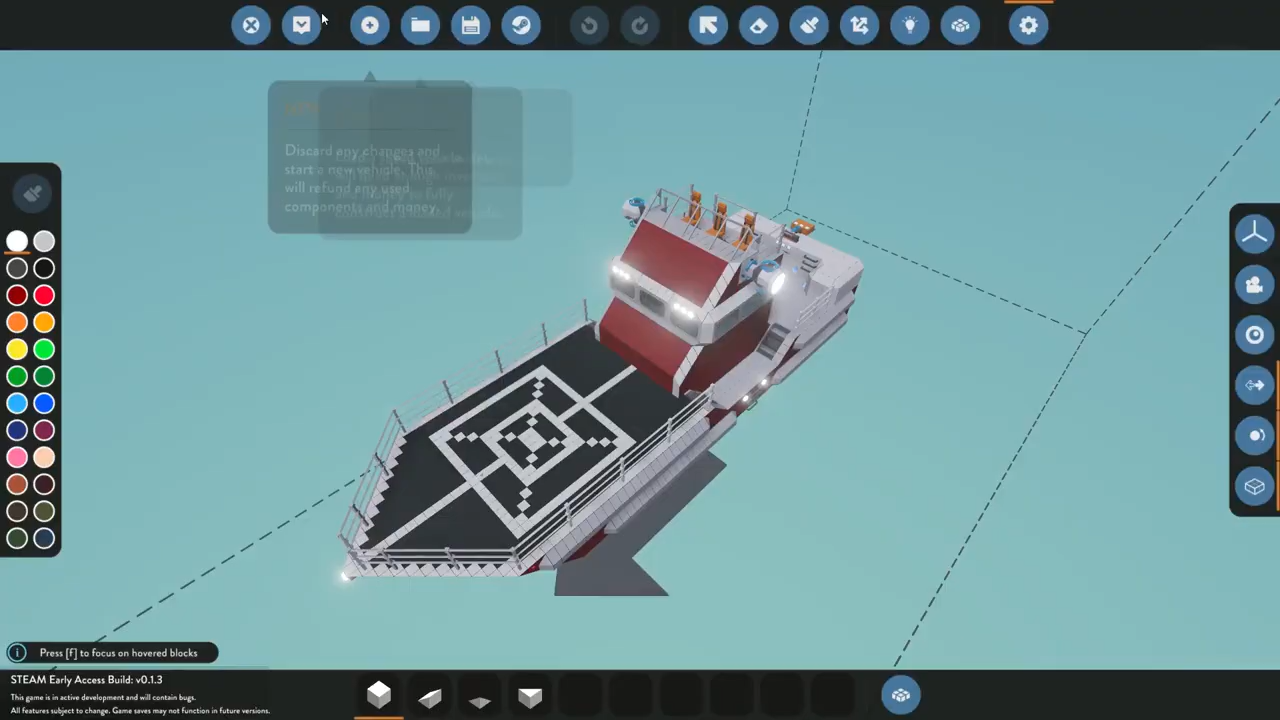 Discard any changes and
start a new vehicle. This
will refund any used
components and money.
Press [f] to focus on hovered blocks
STEAM Early Access Build: v0.1.3
This game is in active development and will contain bugs.
All features subject to change. Game saves may not function in future versions.